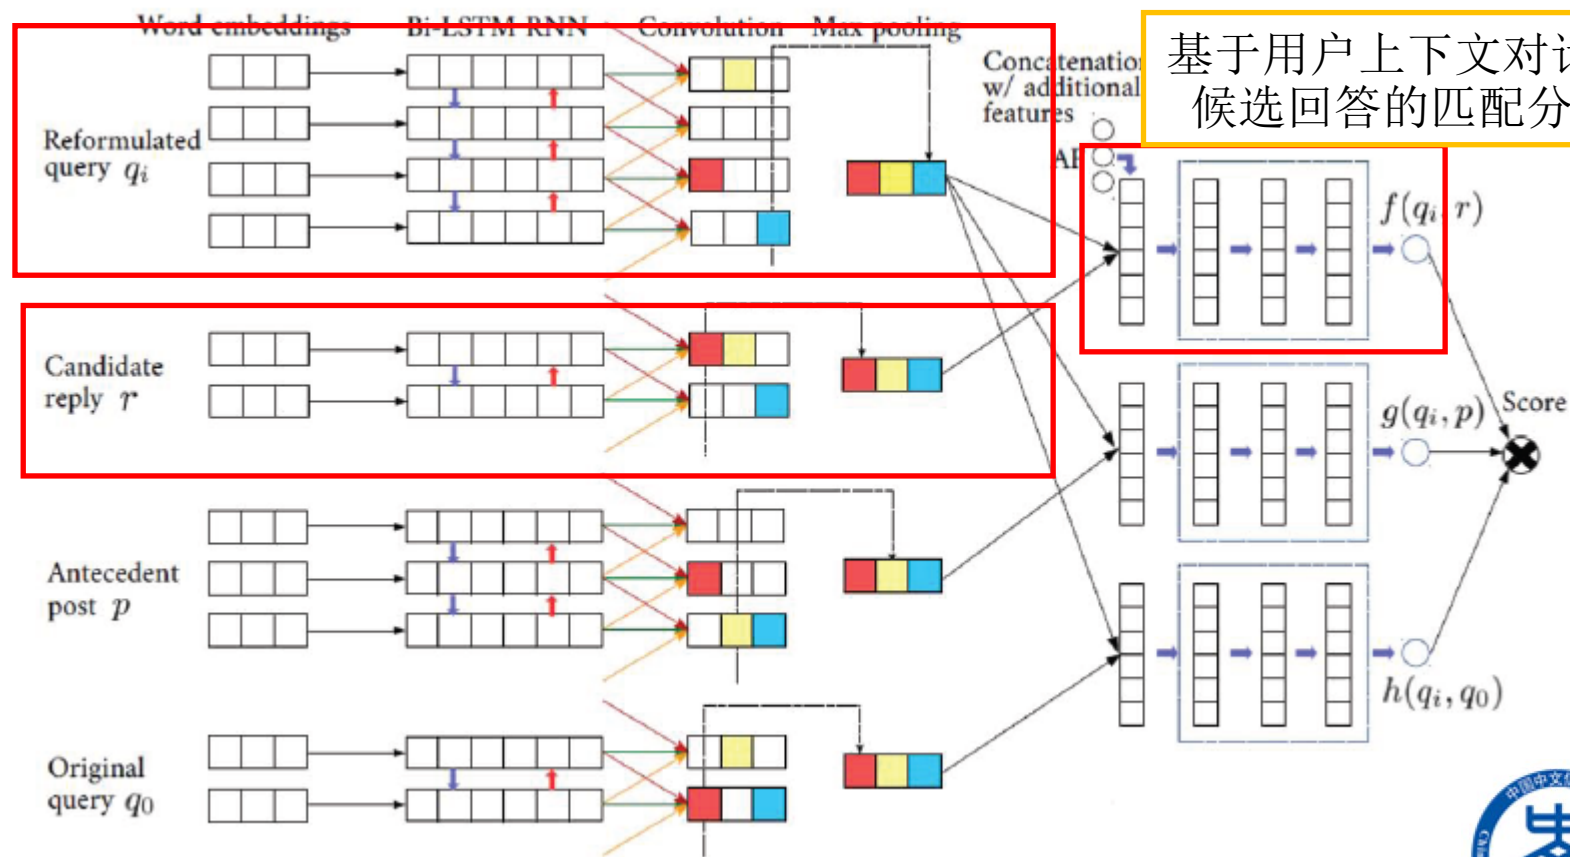 Word embeddings
Bi-LSTM RNN
Convolution
Max pooling
Concatenation
w/ additional
features
基于用户上下文对
候选回答的匹配分
Reformulated
query qᵢ
f(qᵢ, r)
Candidate
reply r
g(qᵢ, p)
Score
Antecedent
post p
h(qᵢ, q₀)
Original
query q₀